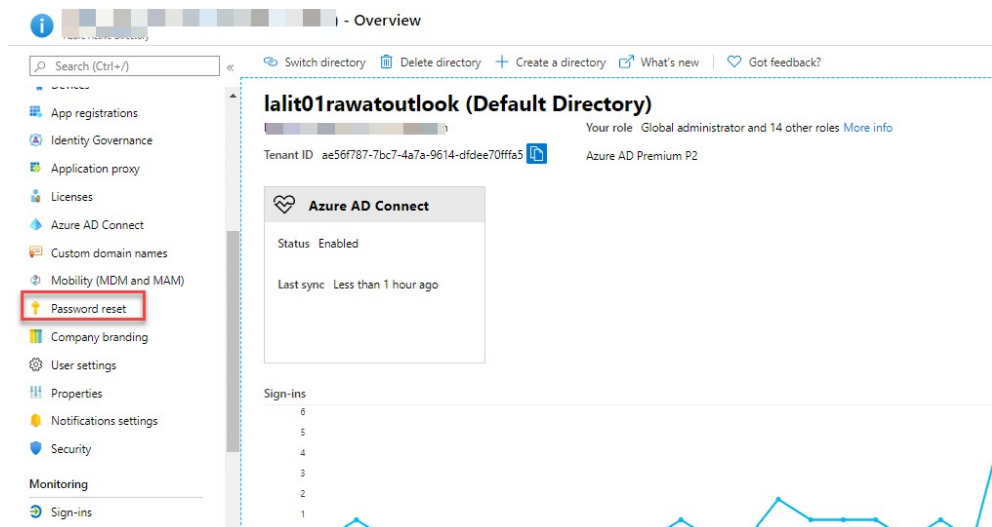 - Overview
Search (Ctrl+/)
«
Switch directory
Delete directory
Create a directory
What's new
Got feedback?
Devices
App registrations
Identity Governance
Application proxy
Licenses
Azure AD Connect
Custom domain names
Mobility (MDM and MAM)
Password reset
Company branding
User settings
Properties
Notifications settings
Security
Monitoring
Sign-ins
lalit01rawatoutlook (Default Directory)
Your role Global administrator and 14 other roles More info
Tenant ID ae56f787-7bc7-4a7a-9614-dfdee70fffa5
Azure AD Premium P2
Azure AD Connect
Status Enabled
Last sync Less than 1 hour ago
Sign-ins
6
5
4
3
2
1